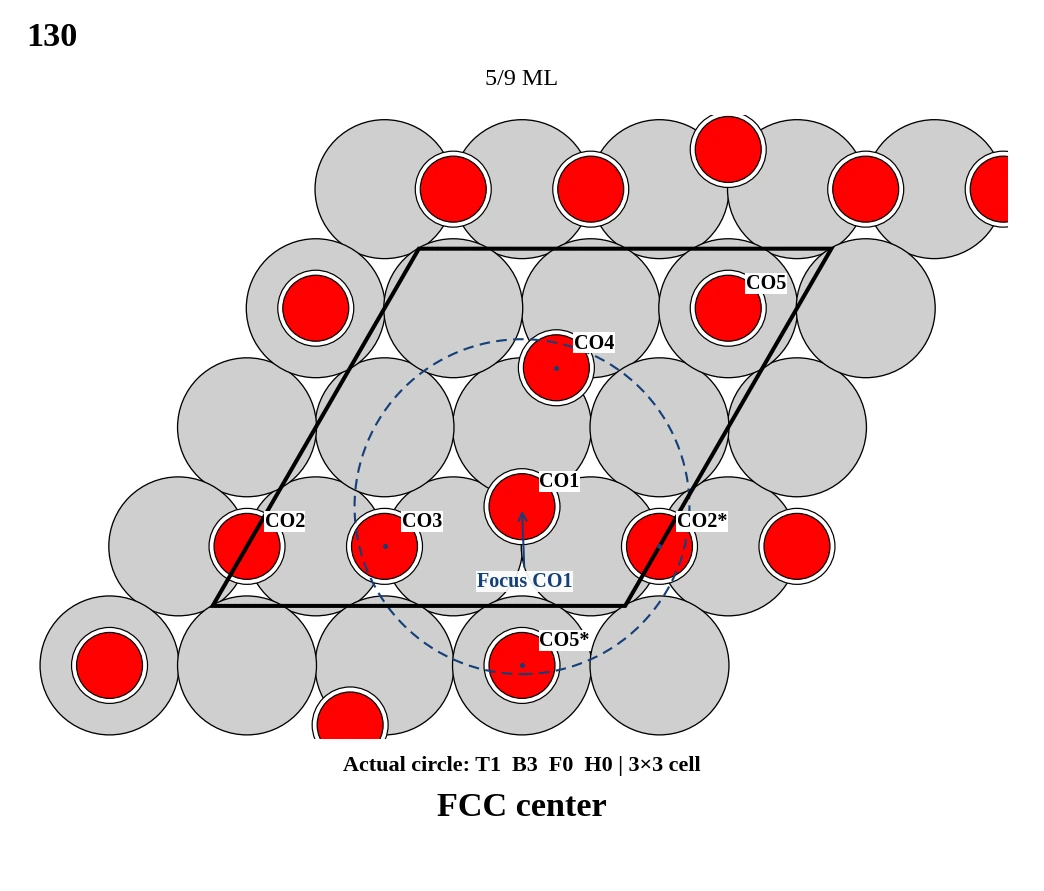 130
5/9 ML
CO5
CO4
CO1
CO2
CO3
CO2*
Focus CO1
CO5*
Actual circle: T1 B3 F0 H0 | 3×3 cell
FCC center